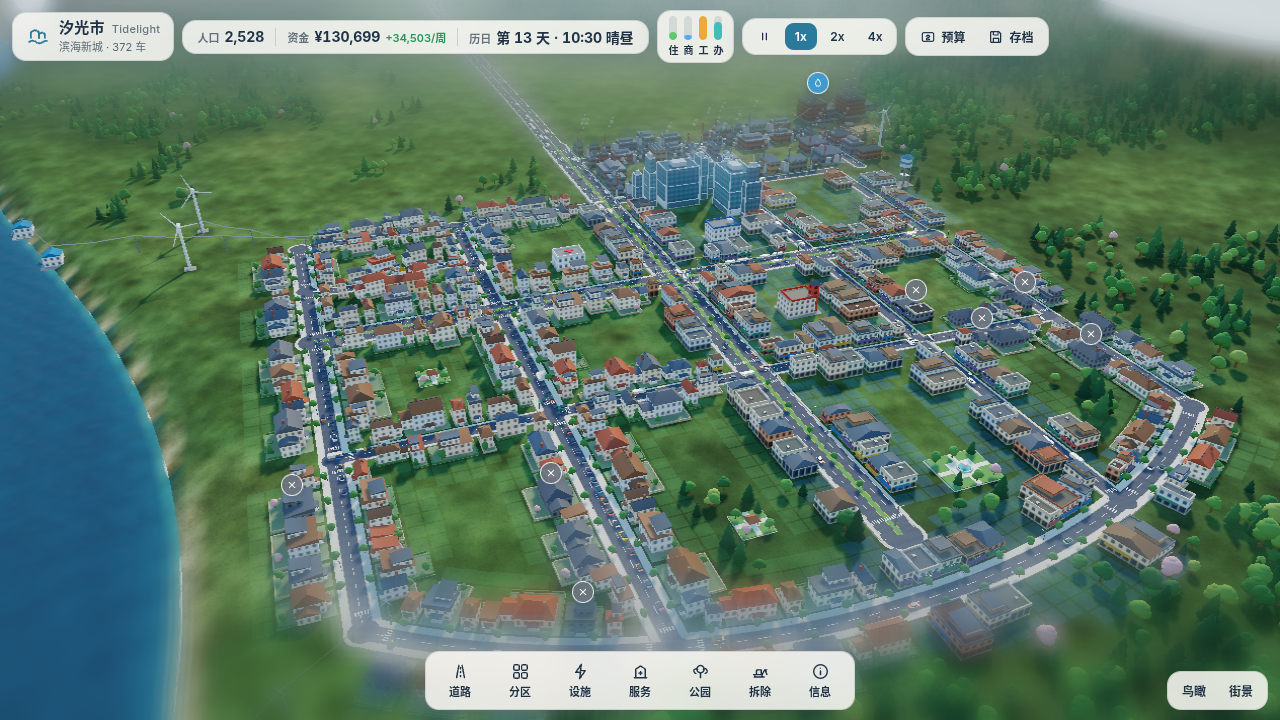 汐光市 Tidelight
滨海新城 · 372 车
人口 2,528
资金 ¥130,699 +34,503/周
历日 第 13 天 · 10:30 晴昼
住 商 工 办
1x
2x
4x
预算
存档
道路
分区
设施
服务
公园
拆除
信息
鸟瞰
街景